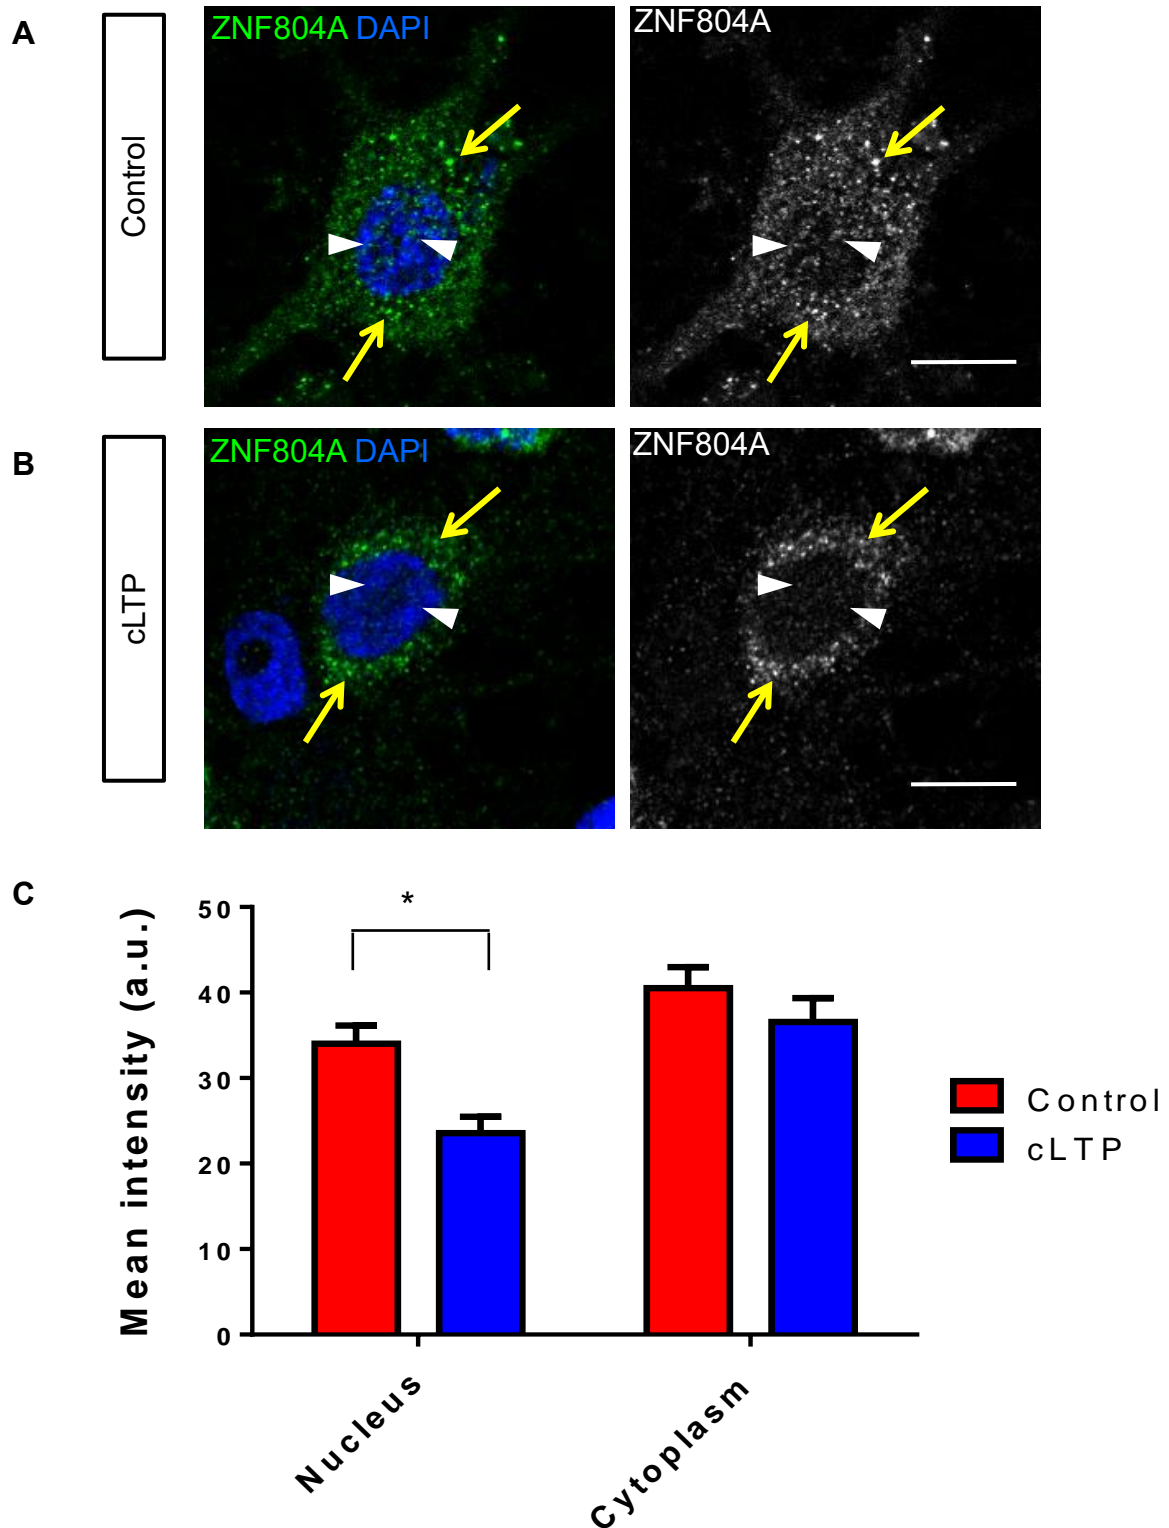 A
Control
ZNF804A DAPI
ZNF804A
B
cLTP
ZNF804A DAPI
ZNF804A
C
Mean intensity (a.u.)
50
40
30
20
10
0
*
Nucleus
Cytoplasm
Control
cLTP